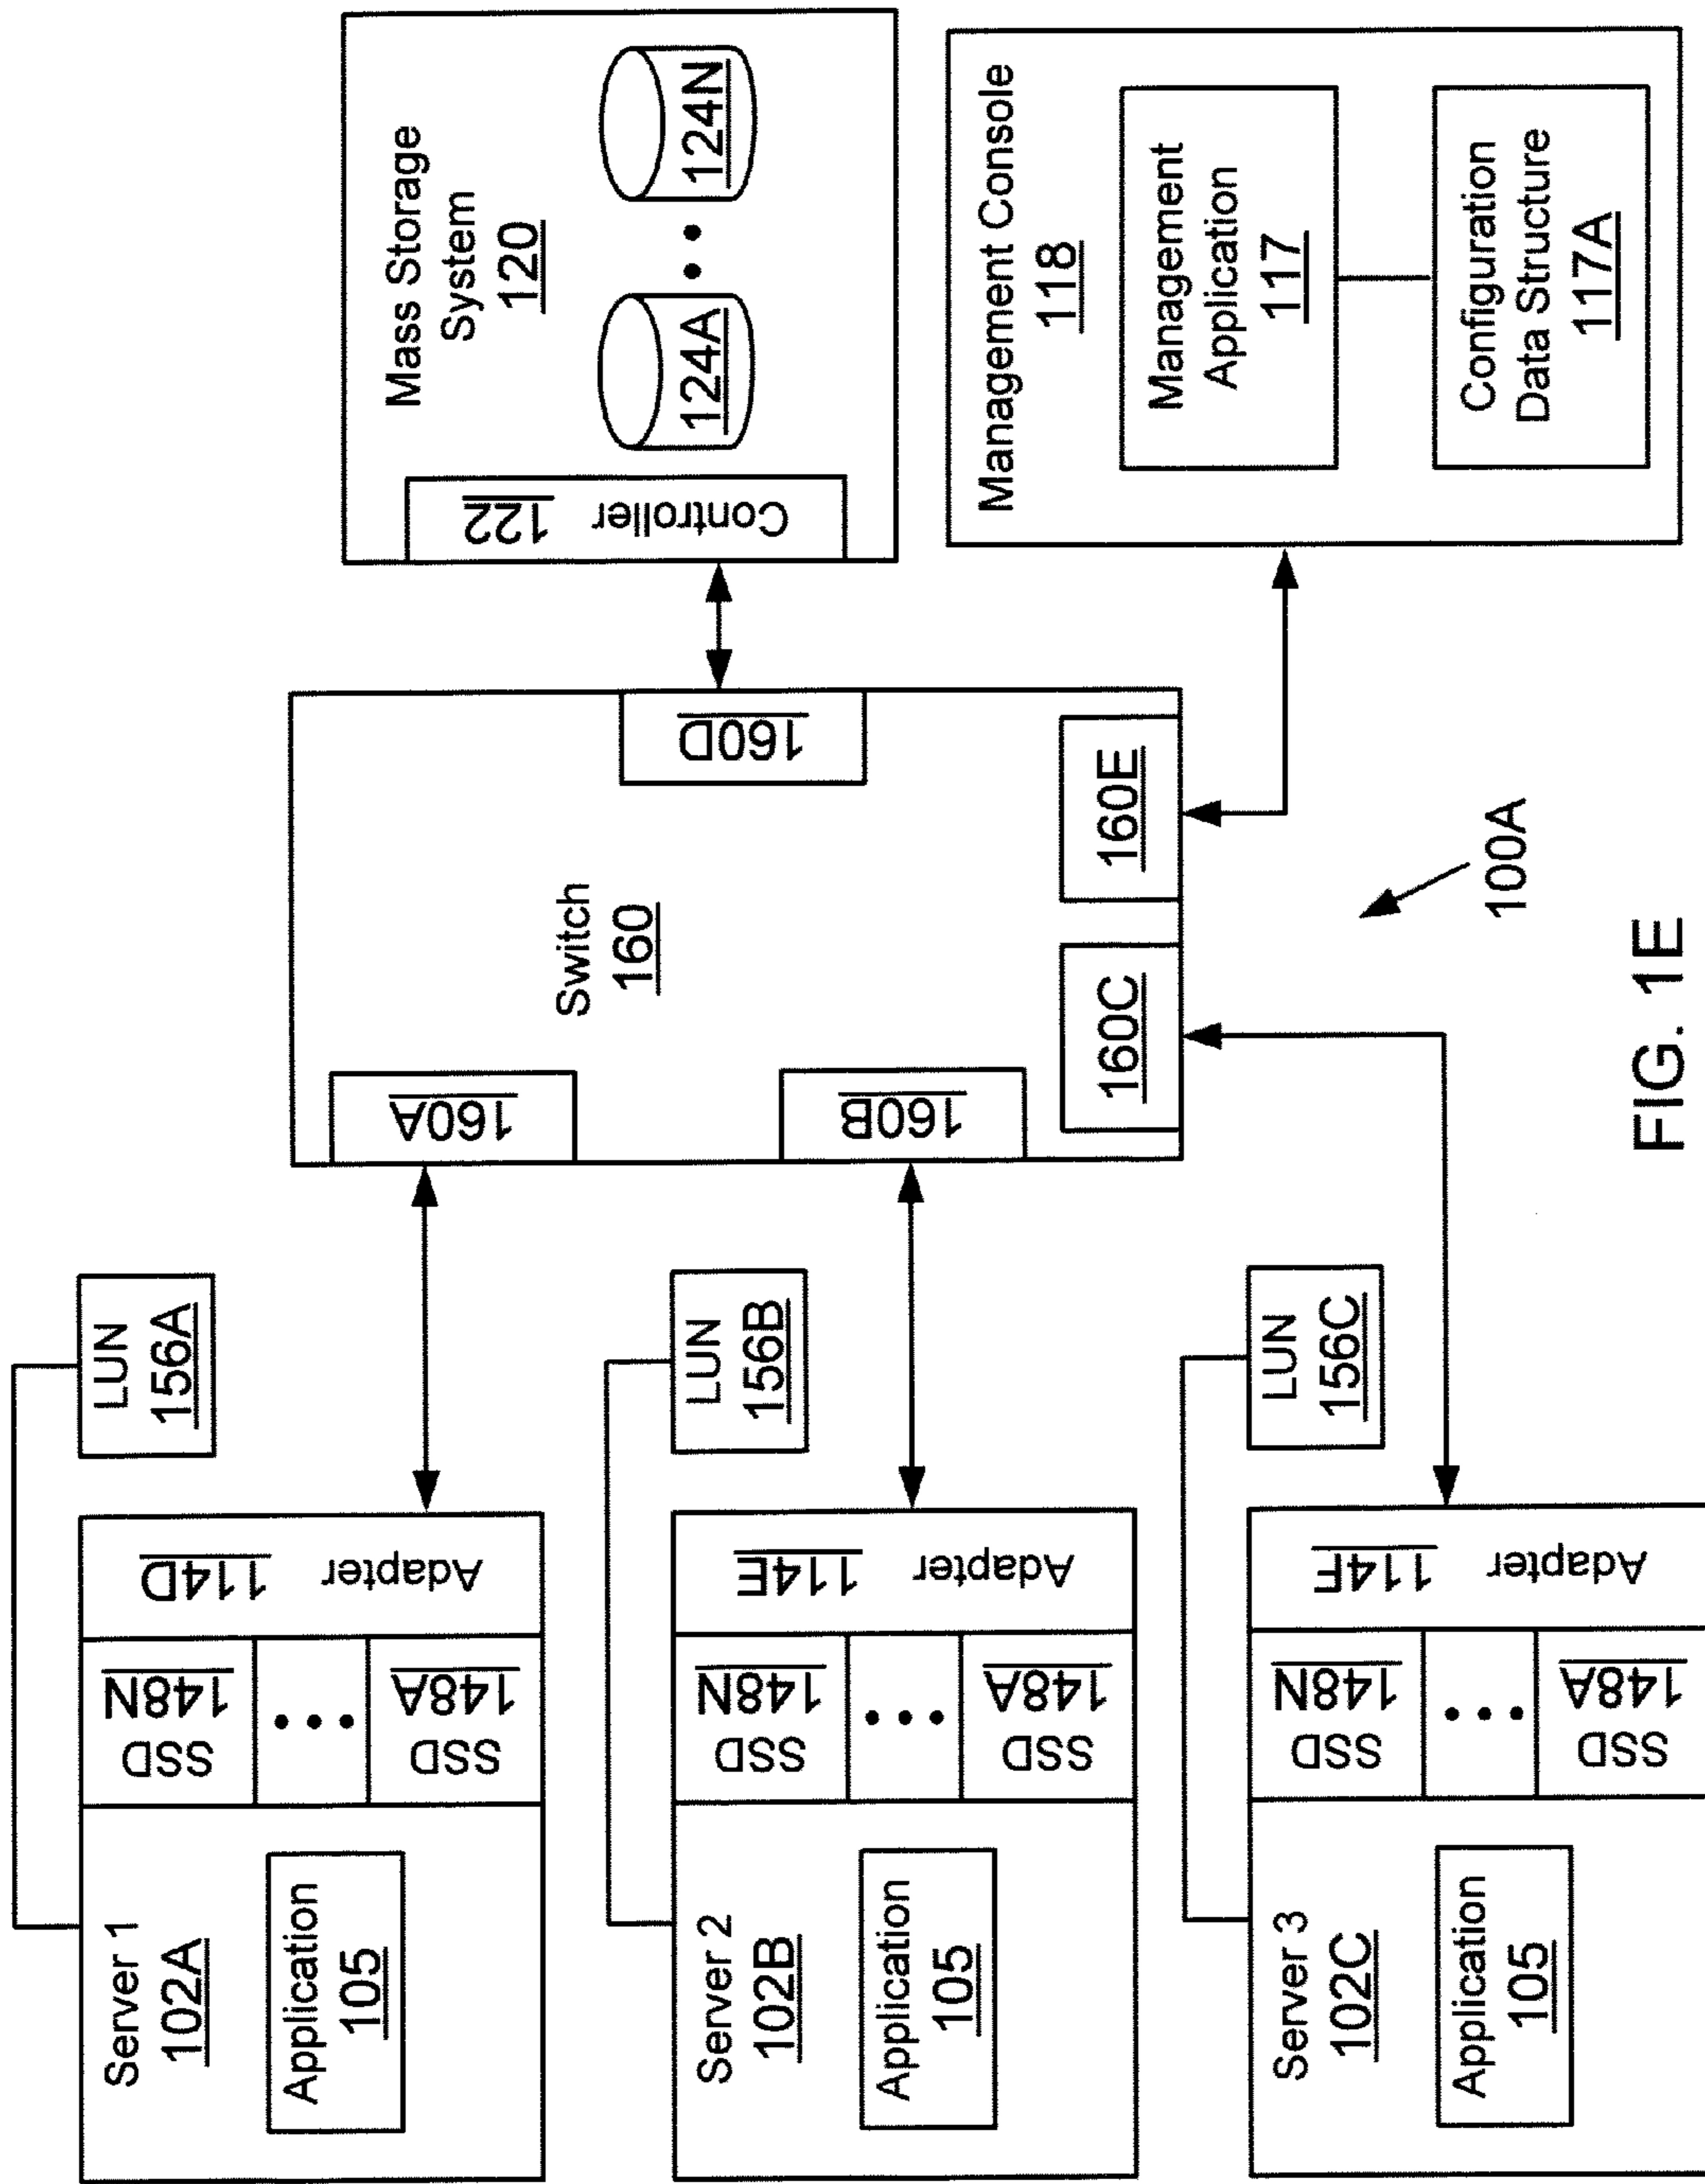 Server 1
102A
Application
105
SSD
148N
SSD
148A
Adapter
114D
LUN
156A
Server 2
102B
Application
105
SSD
148N
SSD
148A
Adapter
114E
LUN
156B
Server 3
102C
Application
105
SSD
148N
SSD
148A
Adapter
114F
LUN
156C
Switch
160
160A
160B
160C
160D
160E
Mass Storage
System
120
Controller
122
124A
124N
Management Console
118
Management
Application
117
Configuration
Data Structure
117A
100A
FIG. 1E